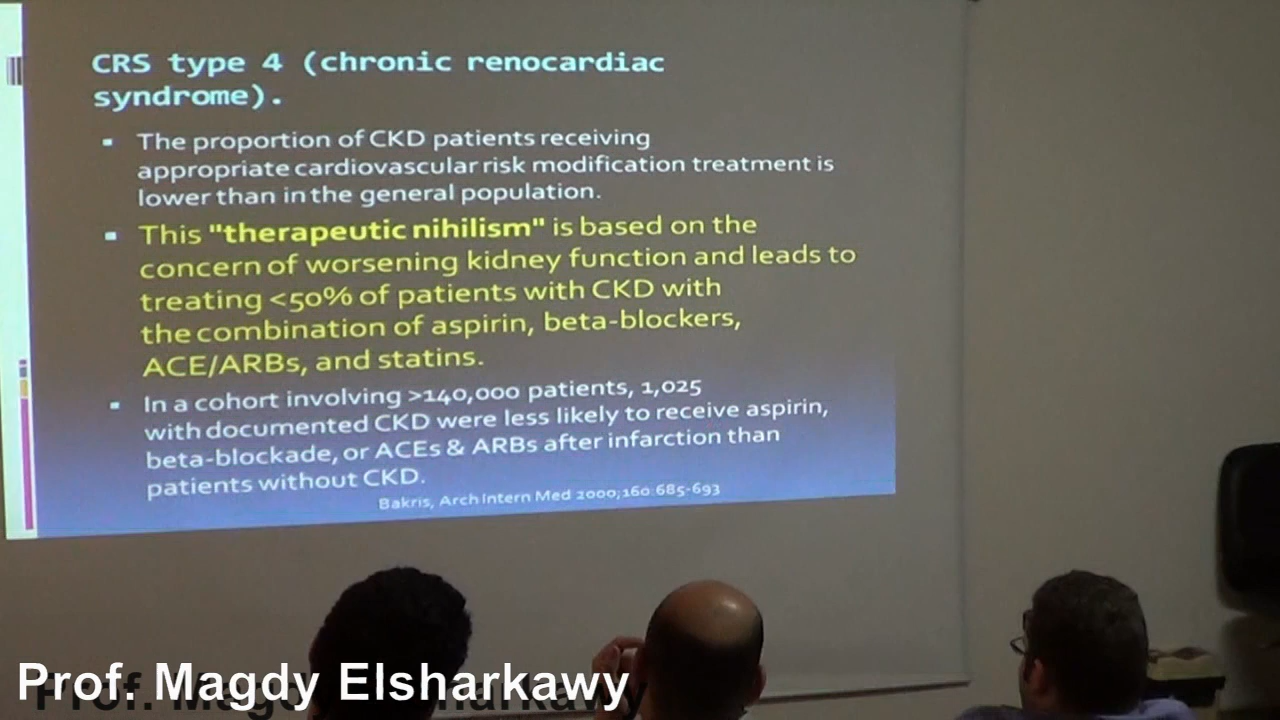 CRS type 4 (chronic renocardiac
syndrome).
▪ The proportion of CKD patients receiving
appropriate cardiovascular risk modification treatment is
lower than in the general population.
▪ This "therapeutic nihilism" is based on the
concern of worsening kidney function and leads to
treating <50% of patients with CKD with
the combination of aspirin, beta-blockers,
ACE/ARBs, and statins.
▪ In a cohort involving >140,000 patients, 1,025
with documented CKD were less likely to receive aspirin,
beta-blockade, or ACEs & ARBs after infarction than
patients without CKD.
Bakris, Arch Intern Med 2000;160:685-693
Prof. Magdy Elsharkawy